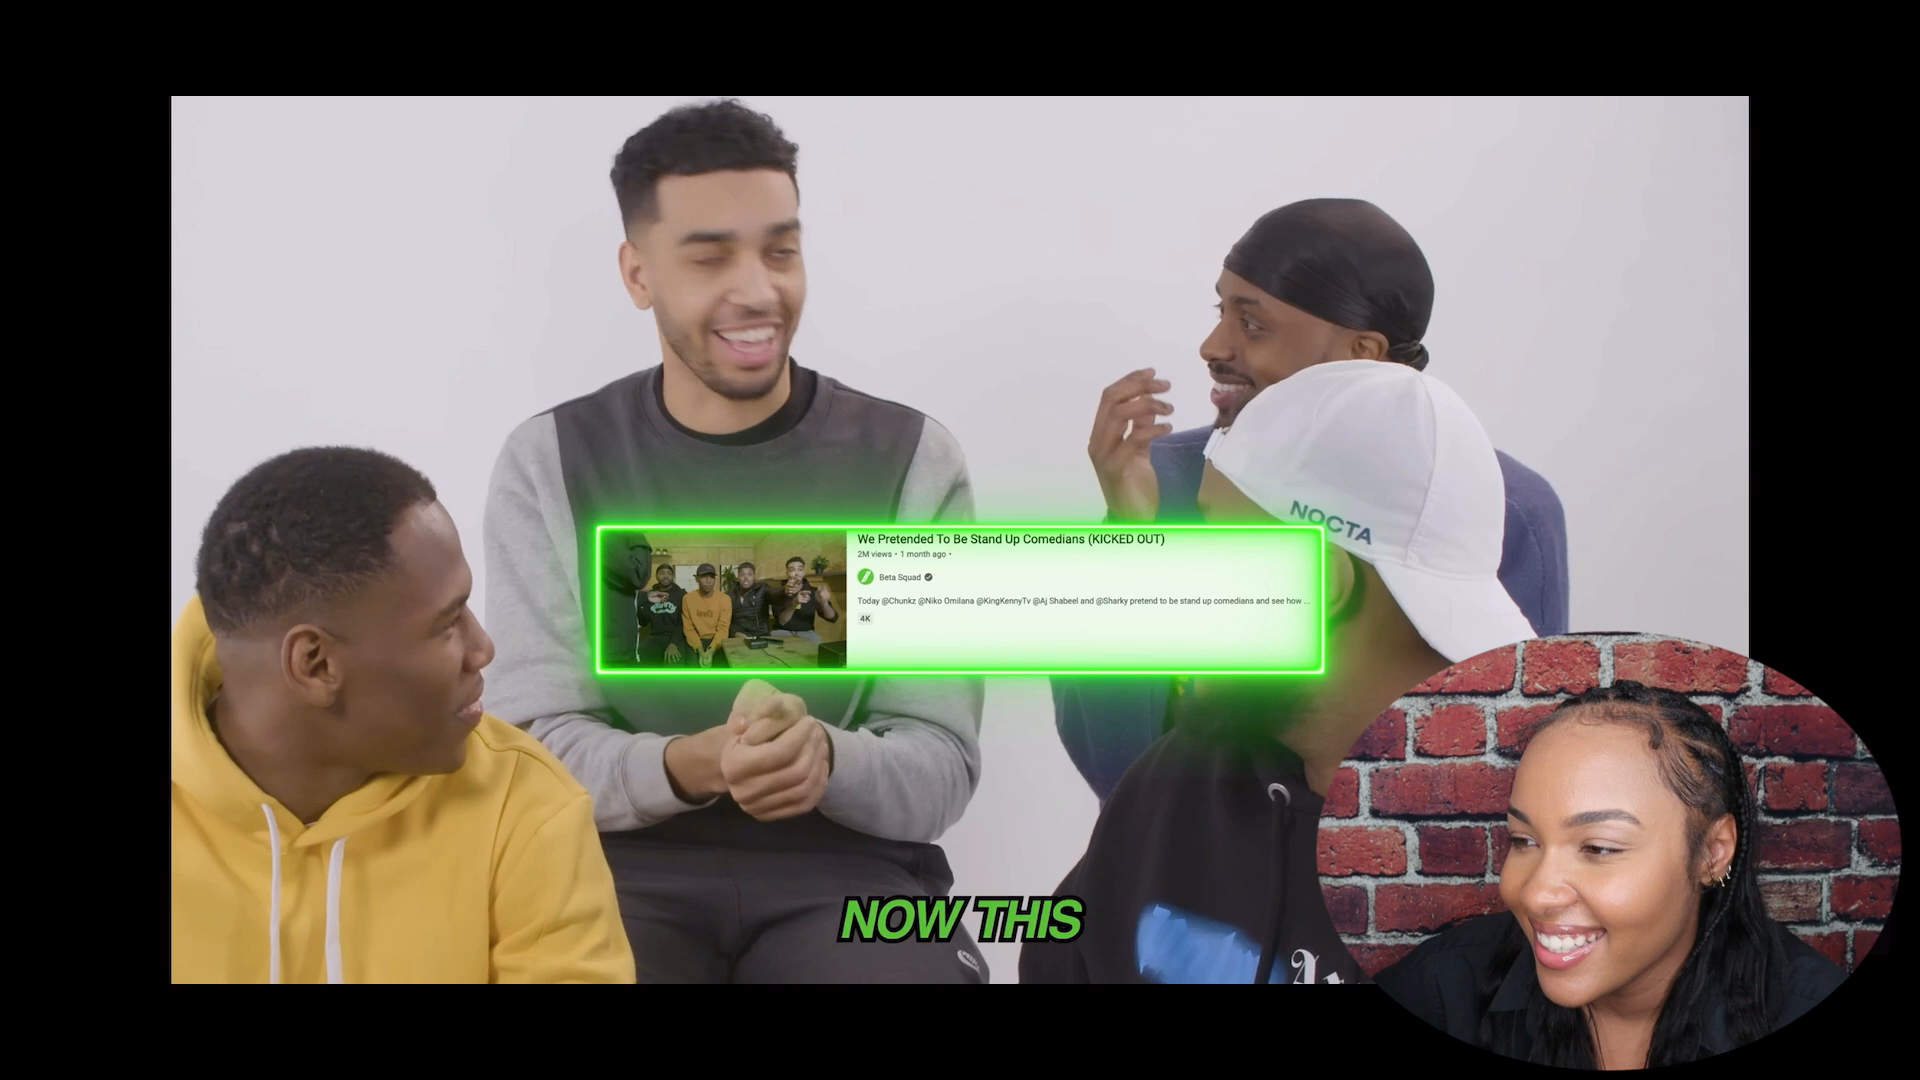 NOCTA
We Pretended To Be Stand Up Comedians (KICKED OUT)
2M views • 1 month ago •
Beta Squad
Today @Chunkz @Niko Omilana @KingKennyTv @Aj Shabeel and @Sharky pretend to be stand up comedians and see how ...
4K
NOW THIS